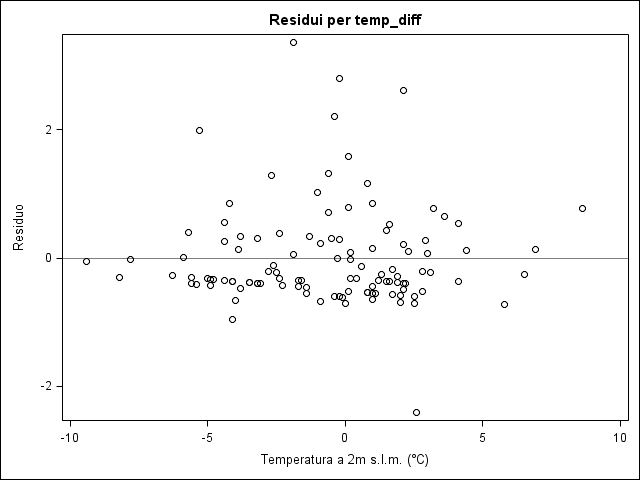 Residui per temp_diff
Residuo
2
0
-2
-10
-5
0
5
10
Temperatura a 2m s.l.m. (°C)